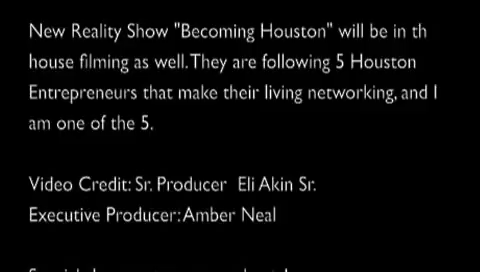 New Reality Show "Becoming Houston" will be in th
house filming as well. They are following 5 Houston
Entrepreneurs that make their living networking, and I
am one of the 5.
Video Credit: Sr. Producer Eli Akin Sr.
Executive Producer: Amber Neal